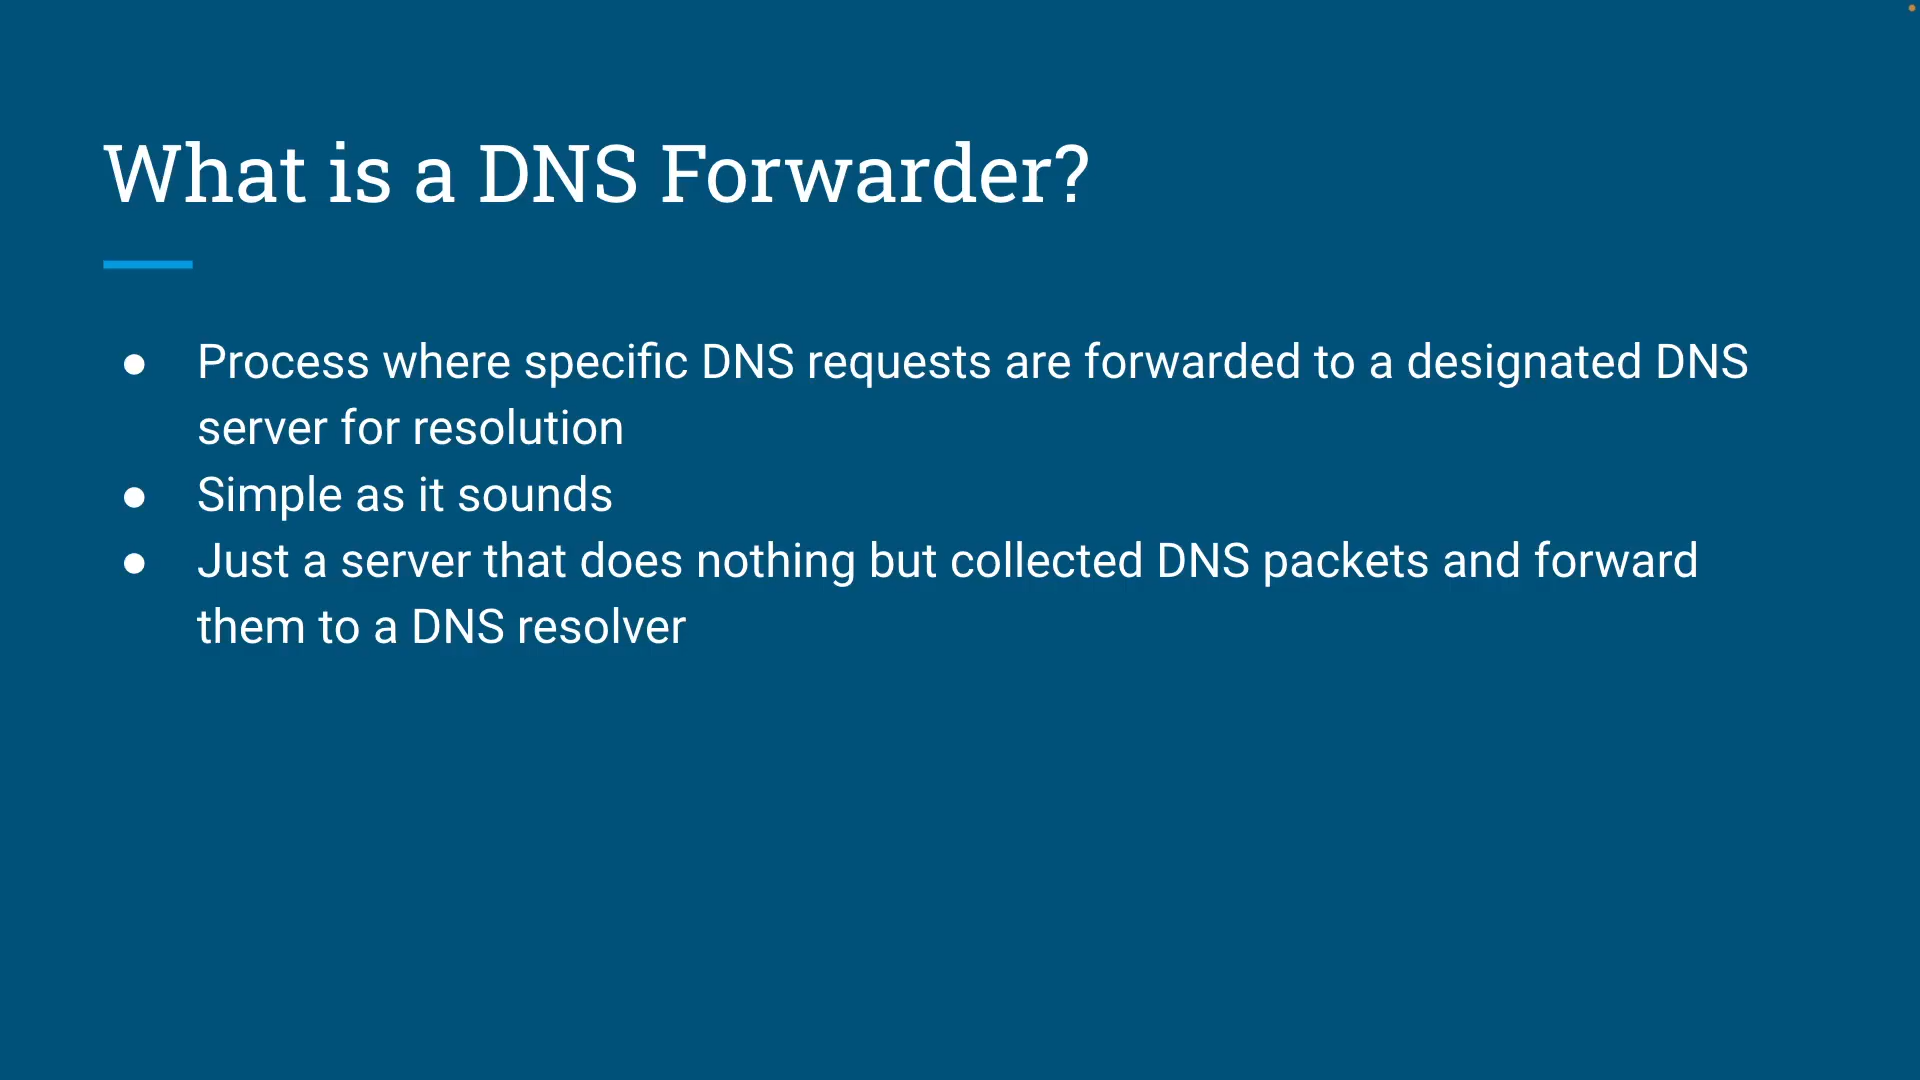 What is a DNS Forwarder?
● Process where specific DNS requests are forwarded to a designated DNS
server for resolution
● Simple as it sounds
● Just a server that does nothing but collected DNS packets and forward
them to a DNS resolver